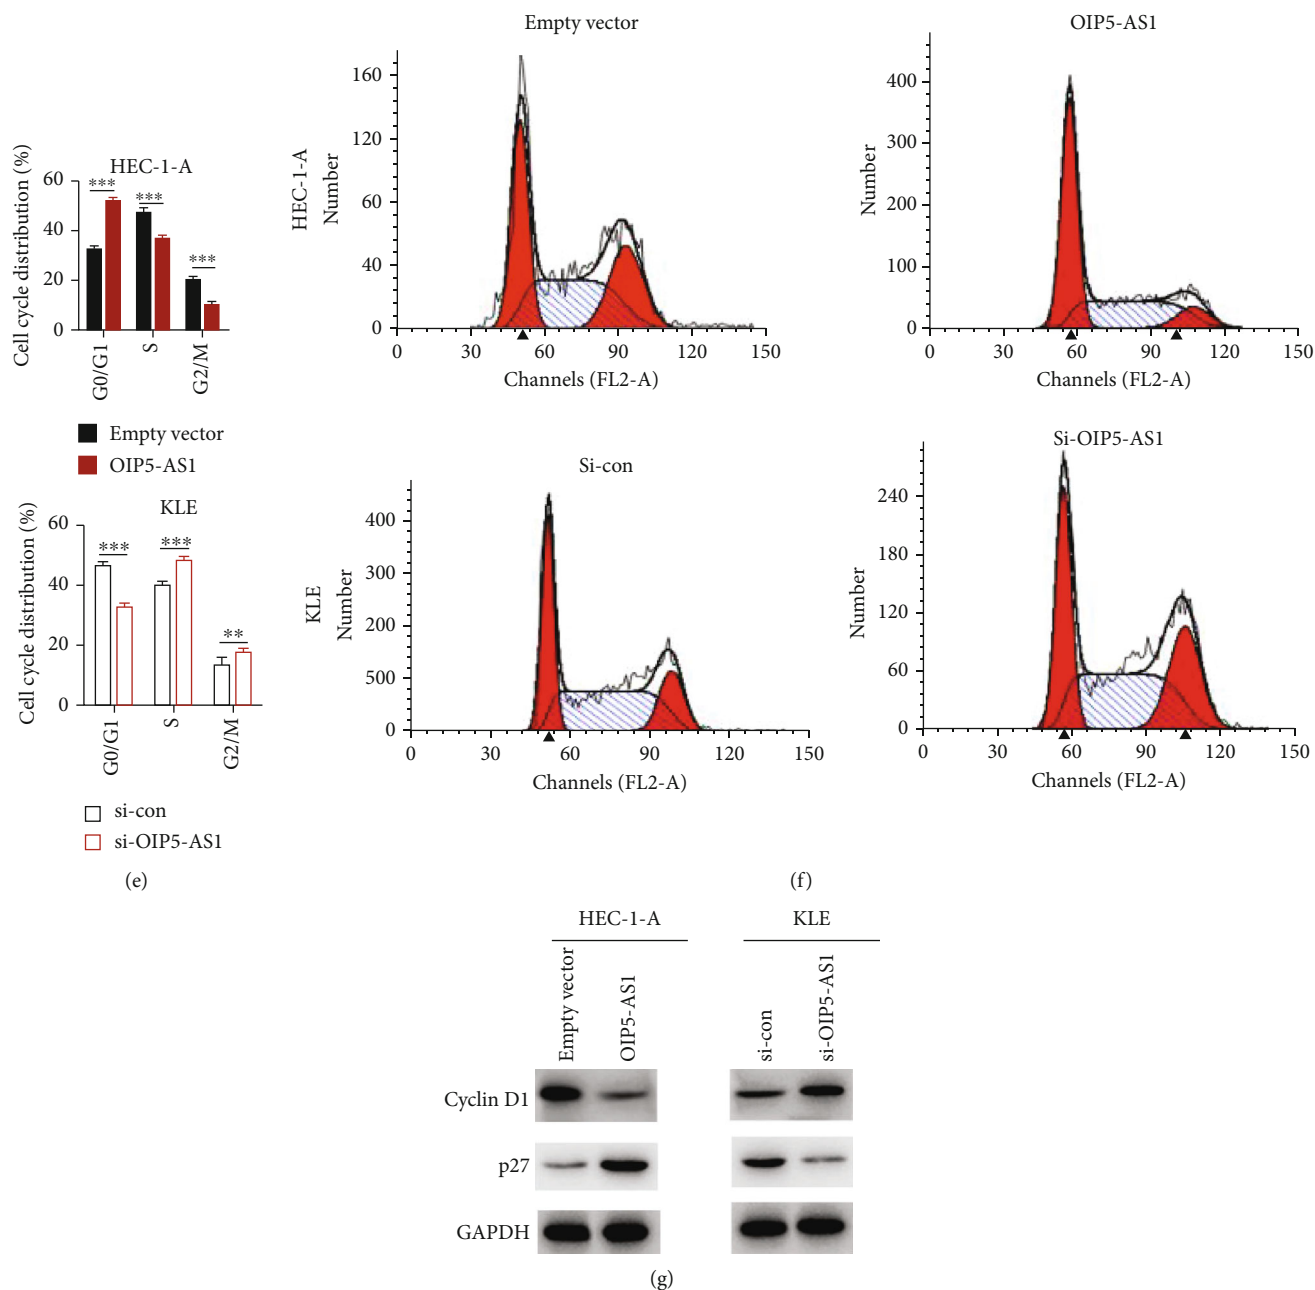 HEC-1-A
Cell cycle distribution (%)
60
40
20
0
***
***
***
G0/G1
S
G2/M
Empty vector
OIP5-AS1
KLE
Cell cycle distribution (%)
60
40
20
0
***
***
**
G0/G1
S
G2/M
si-con
si-OIP5-AS1
(e)
Empty vector
HEC-1-A
Number
160
120
60
40
0
0 30 60 90 120 150
Channels (FL2-A)
OIP5-AS1
Number
400
300
200
100
0
0 30 60 90 120 150
Channels (FL2-A)
Si-con
KLE
Number
400
300
200
500
0
0 30 60 90 120 150
Channels (FL2-A)
Si-OIP5-AS1
Number
240
180
120
60
0
0 30 60 90 120 150
Channels (FL2-A)
(f)
HEC-1-A KLE
Empty vector
OIP5-AS1
si-con
si-OIP5-AS1
Cyclin D1
p27
GAPDH
(g)